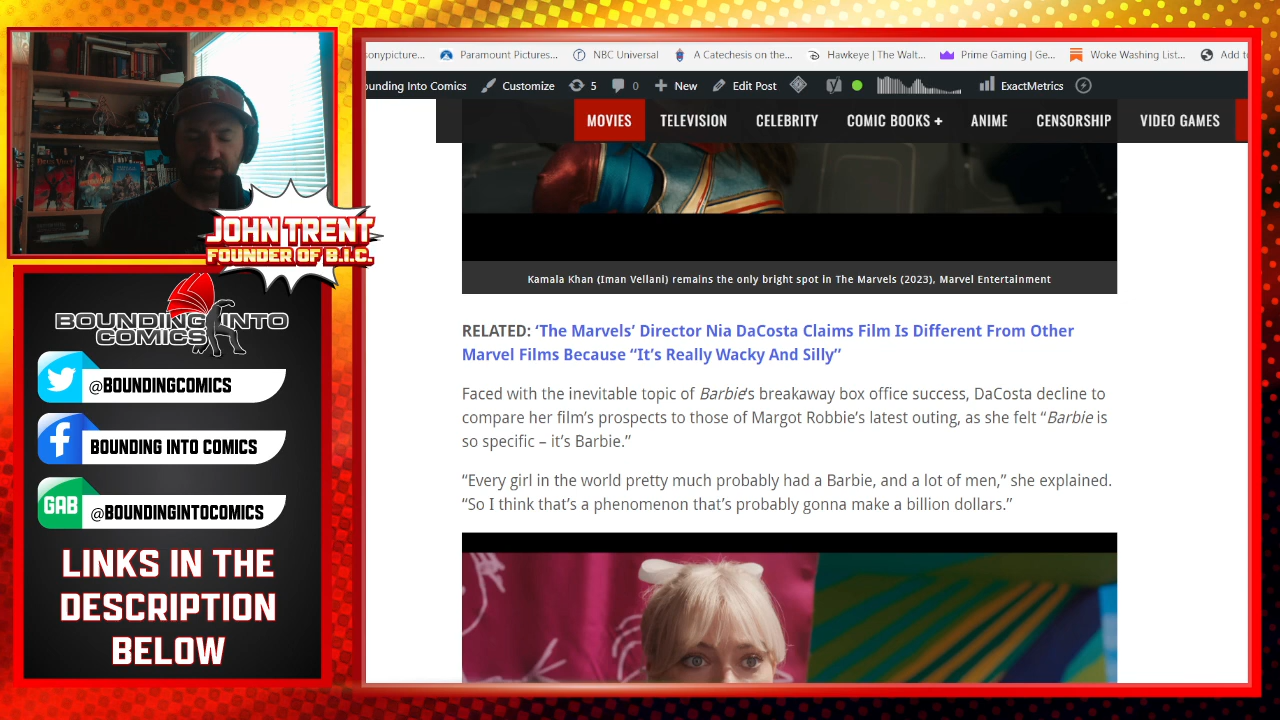 JOHN TRENT
FOUNDER OF B.I.C.
BOUNDING INTO
COMICS
@BOUNDINGCOMICS
BOUNDING INTO COMICS
GAB
@BOUNDINGINTOCOMICS
LINKS IN THE
DESCRIPTION
BELOW
sonypicture... Paramount Pictures... NBC Universal A Catechesis on the... Hawkeye | The Walt... Prime Gaming | Ge... Woke Washing List... Add t
ounding Into Comics Customize 5 0 New Edit Post ExactMetrics
MOVIES TELEVISION CELEBRITY COMIC BOOKS + ANIME CENSORSHIP VIDEO GAMES
Kamala Khan (Iman Vellani) remains the only bright spot in The Marvels (2023), Marvel Entertainment
RELATED: ‘The Marvels’ Director Nia DaCosta Claims Film Is Different From Other
Marvel Films Because “It’s Really Wacky And Silly”
Faced with the inevitable topic of Barbie’s breakaway box office success, DaCosta decline to
compare her film’s prospects to those of Margot Robbie’s latest outing, as she felt “Barbie is
so specific – it’s Barbie.”
“Every girl in the world pretty much probably had a Barbie, and a lot of men,” she explained.
“So I think that’s a phenomenon that’s probably gonna make a billion dollars.”